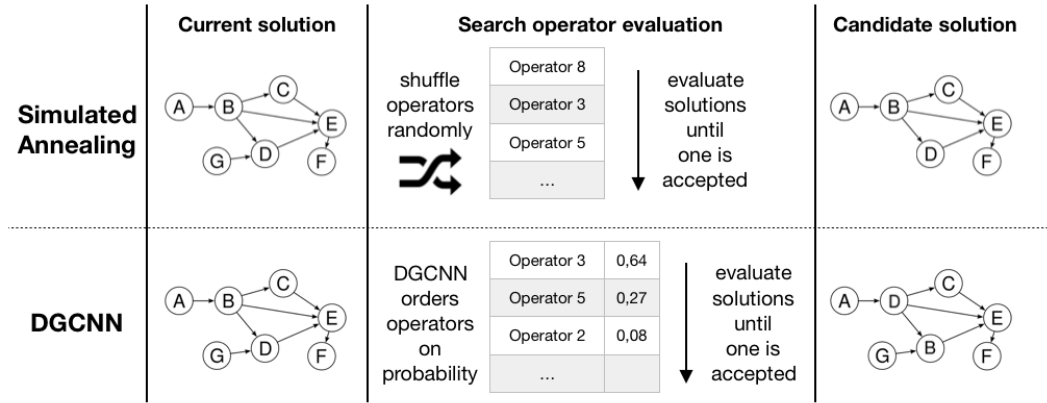 Current solution
Search operator evaluation
Candidate solution
Simulated
Annealing
A
B
C
D
E
F
G
shuffle
operators
randomly
Operator 8
Operator 3
Operator 5
...
evaluate
solutions
until
one is
accepted
A
B
C
D
E
F
DGCNN
A
B
C
D
E
F
G
DGCNN
orders
operators
on
probability
Operator 3 0,64
Operator 5 0,27
Operator 2 0,08
...
evaluate
solutions
until
one is
accepted
A
D
C
B
E
F
G